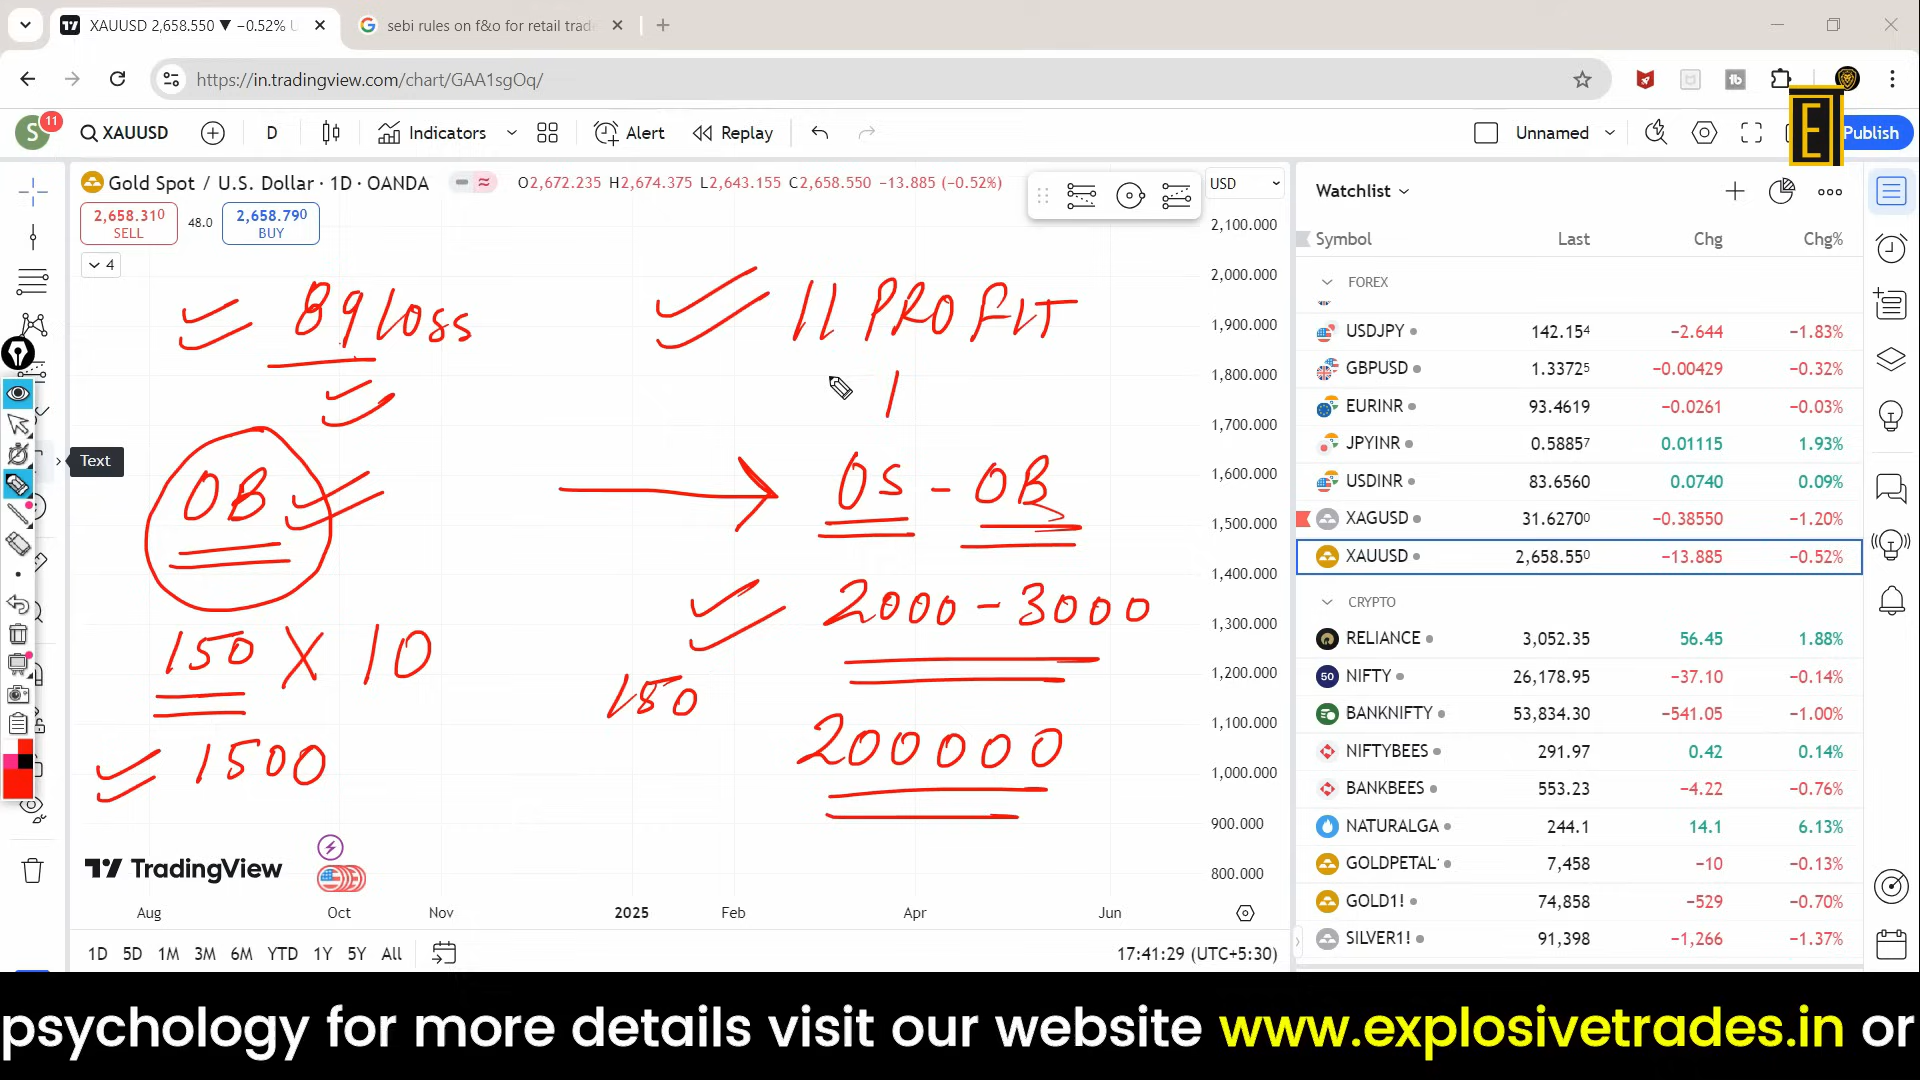 XAUUSD 2,658.550 ▼ −0.52% U
sebi rules on f&o for retail trad
https://in.tradingview.com/chart/GAA1sgOq/
S 11 XAUUSD D Indicators Alert Replay Unnamed Publish
E
Gold Spot / U.S. Dollar · 1D · OANDA O2,672.235 H2,674.375 L2,643.155 C2,658.550 −13.885 (−0.52%)
USD
2,658.310 SELL 48.0 2,658.790 BUY
4
89 LOSS
11 PROFIT
1
Text
OB
OS - OB
150 X 10
2000 - 3000
150
1500
200000
2,100.000
2,000.000
1,900.000
1,800.000
1,700.000
1,600.000
1,500.000
1,400.000
1,300.000
1,200.000
1,100.000
1,000.000
900.000
800.000
TradingView
Aug Oct Nov 2025 Feb Apr Jun
1D 5D 1M 3M 6M YTD 1Y 5Y All 17:41:29 (UTC+5:30)
Watchlist
Symbol Last Chg Chg%
FOREX
USDJPY 142.154 −2.644 −1.83%
GBPUSD 1.33725 −0.00429 −0.32%
EURINR 93.4619 −0.0261 −0.03%
JPYINR 0.58857 0.01115 1.93%
USDINR 83.6560 0.0740 0.09%
XAGUSD 31.62700 −0.38550 −1.20%
XAUUSD 2,658.550 −13.885 −0.52%
CRYPTO
RELIANCE 3,052.35 56.45 1.88%
50 NIFTY 26,178.95 −37.10 −0.14%
BANKNIFTY 53,834.30 −541.05 −1.00%
NIFTYBEES 291.97 0.42 0.14%
BANKBEES 553.23 −4.22 −0.76%
NATURALGA 244.1 14.1 6.13%
GOLDPETAL 7,458 −10 −0.13%
GOLD1! 74,858 −529 −0.70%
SILVER1! 91,398 −1,266 −1.37%
psychology for more details visit our website www.explosivetrades.in or